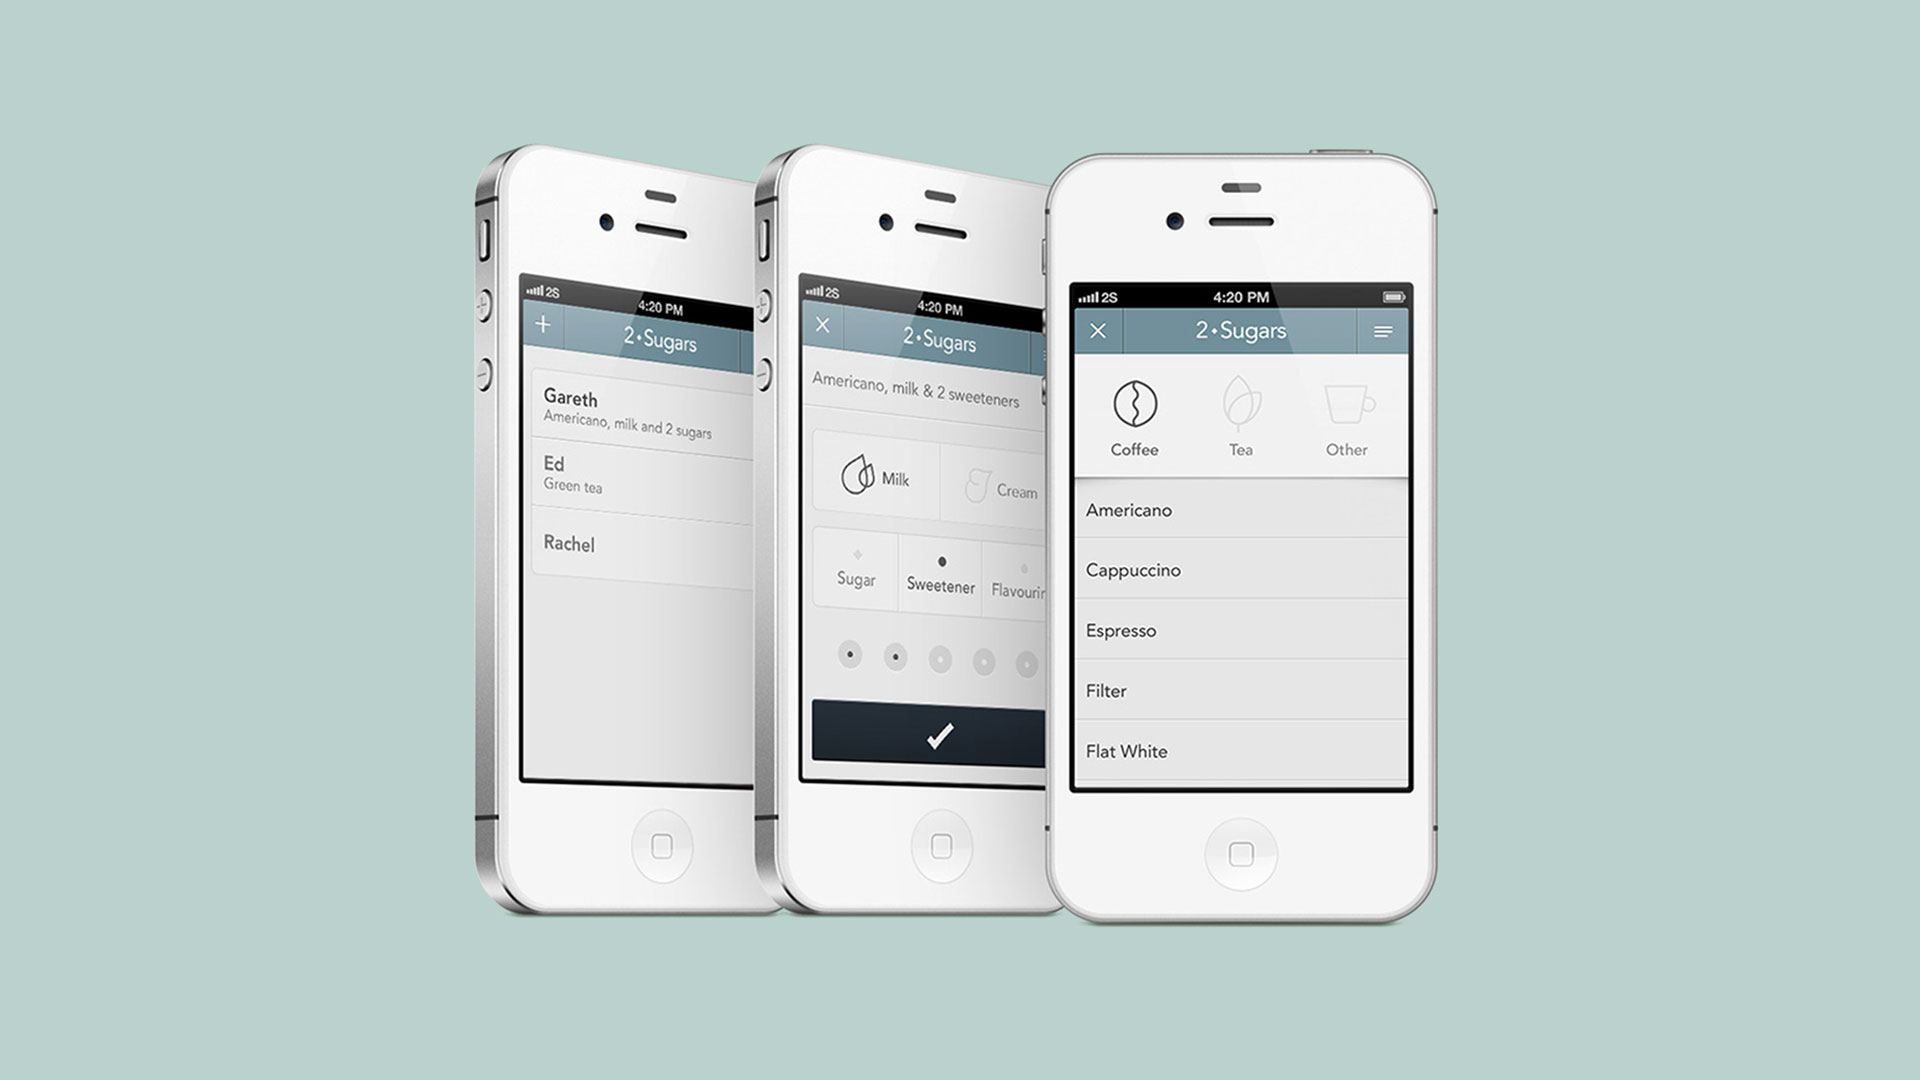 2S
4:20 PM
2•Sugars
Gareth
Americano, milk and 2 sugars
Ed
Green tea
Rachel
2S
4:20 PM
2•Sugars
Americano, milk & 2 sweeteners
Milk
Cream
Sugar
Sweetener
Flavourin
2S
4:20 PM
2•Sugars
Coffee
Tea
Other
Americano
Cappuccino
Espresso
Filter
Flat White